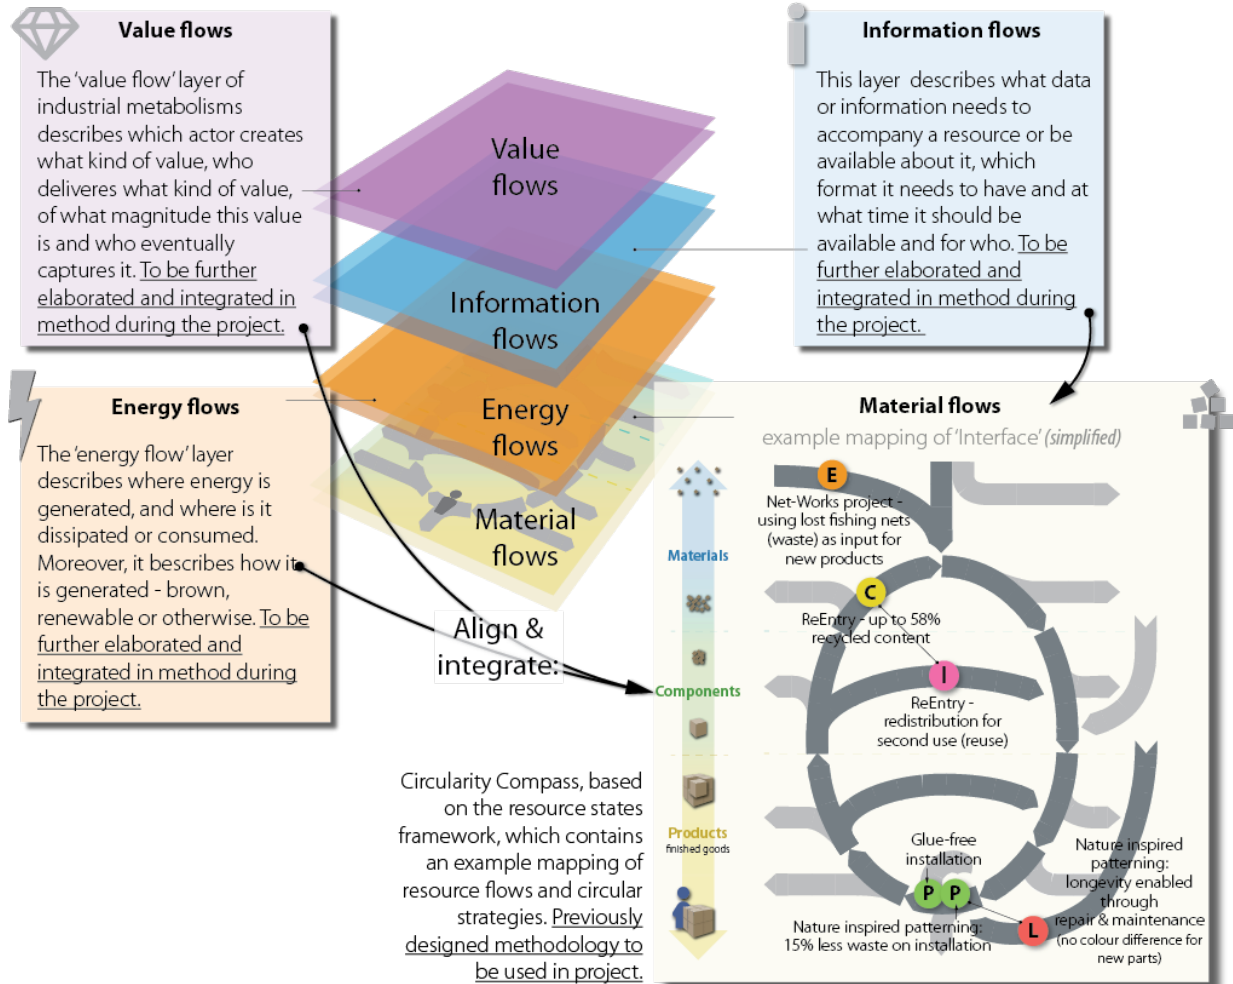 Value flows
The ‘value flow’ layer of
industrial metabolisms
describes which actor creates
what kind of value, who
deliveres what kind of value,
of what magnitude this value
is and who eventually
captures it. To be further
elaborated and integrated in
method during the project.
Information flows
This layer describes what data
or information needs to
accompany a resource or be
available about it, which
format it needs to have and at
what time it should be
available and for who. To be
further elaborated and
integrated in method during
the project.
Value
flows
Information
flows
Energy
flows
Material
flows
Energy flows
The ‘energy flow’ layer
describes where energy is
generated, and where is it
dissipated or consumed.
Moreover, it bescribes how it
is generated - brown,
renewable or otherwise. To be
further elaborated and
integrated in method during
the project.
Align &
integrate:
Material flows
example mapping of ‘Interface’ (simplified)
E
Net-Works project -
using lost fishing nets
(waste) as input for
new products
Materials
C
ReEntry - up to 58%
recycled content
I
Components
ReEntry -
redistribution for
second use (reuse)
Products
finished goods
Glue-free
installation
P P
Nature inspired patterning:
15% less waste on installation
L
Nature inspired
patterning:
longevity enabled
through
repair & maintenance
(no colour difference for
new parts)
Circularity Compass, based
on the resource states
framework, which contains
an example mapping of
resource flows and circular
strategies. Previously
designed methodology to
be used in project.